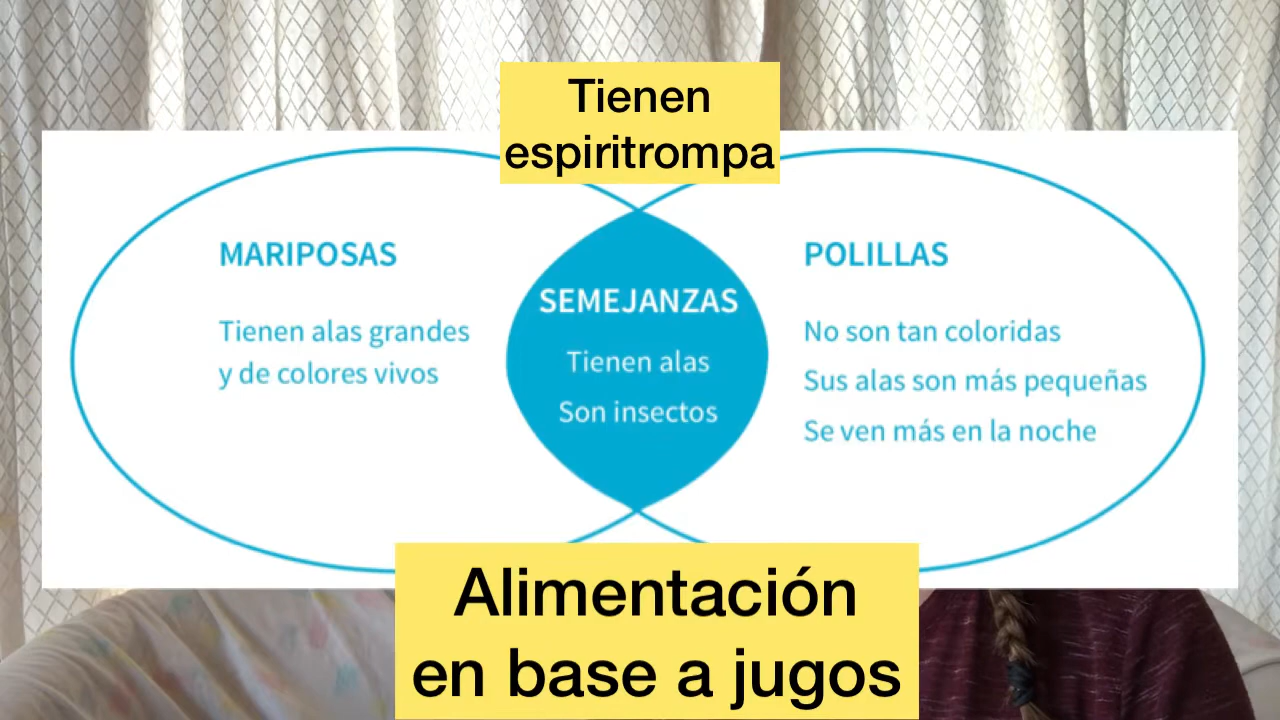 Tienen
espiritrompa
MARIPOSAS
Tienen alas grandes
y de colores vivos
SEMEJANZAS
Tienen alas
Son insectos
POLILLAS
No son tan coloridas
Sus alas son más pequeñas
Se ven más en la noche
Alimentación
en base a jugos